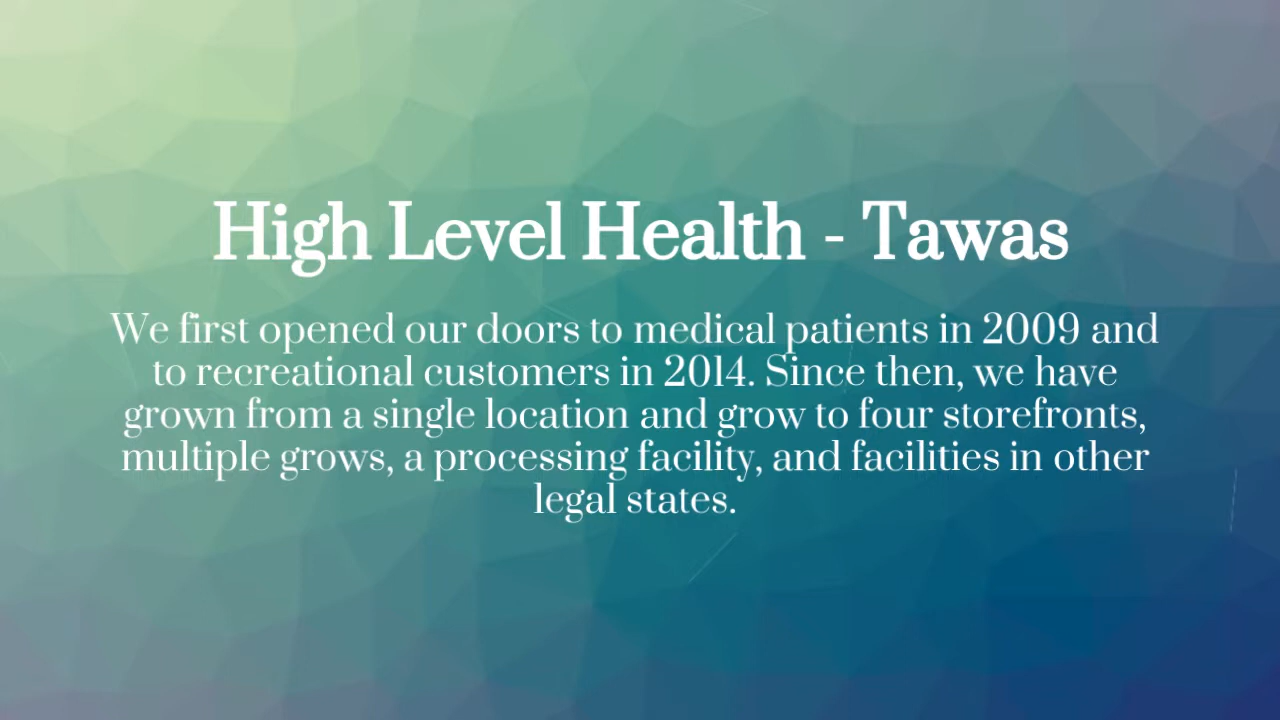 High Level Health - Tawas
We first opened our doors to medical patients in 2009 and
to recreational customers in 2014. Since then, we have
grown from a single location and grow to four storefronts,
multiple grows, a processing facility, and facilities in other
legal states.